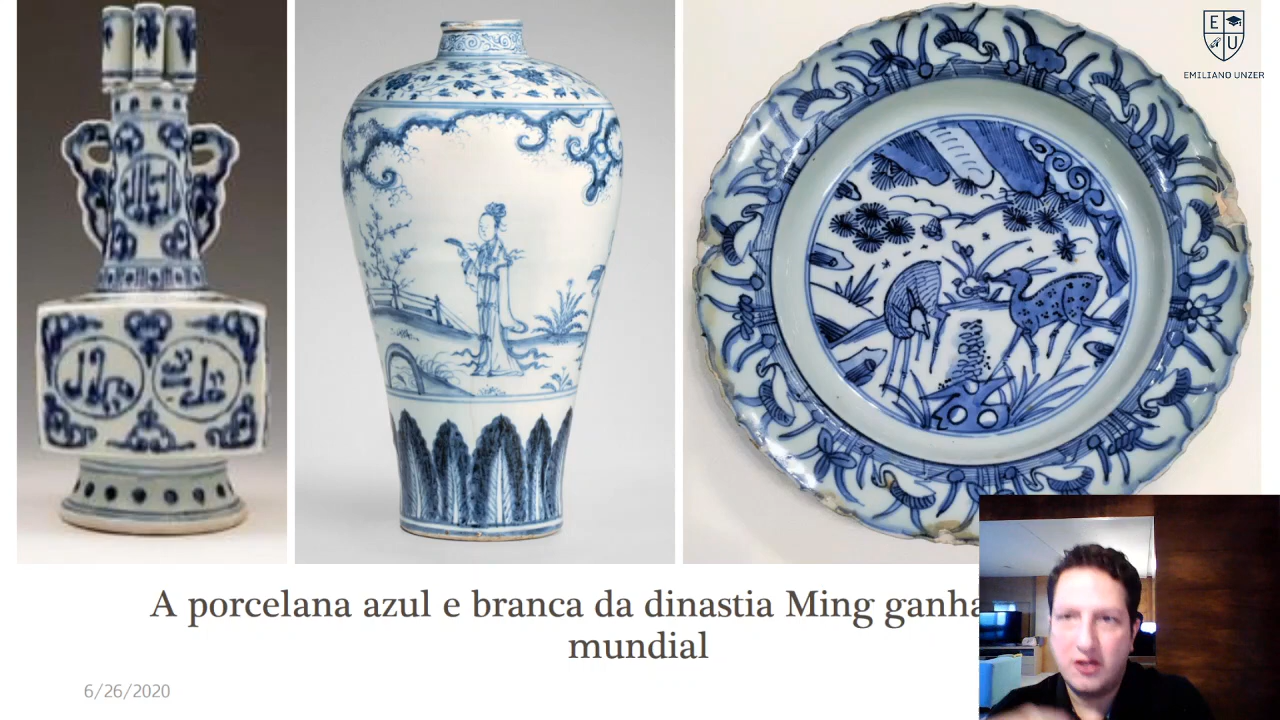 E U
EMILIANO UNZER
A porcelana azul e branca da dinastia Ming ganha
mundial
6/26/2020